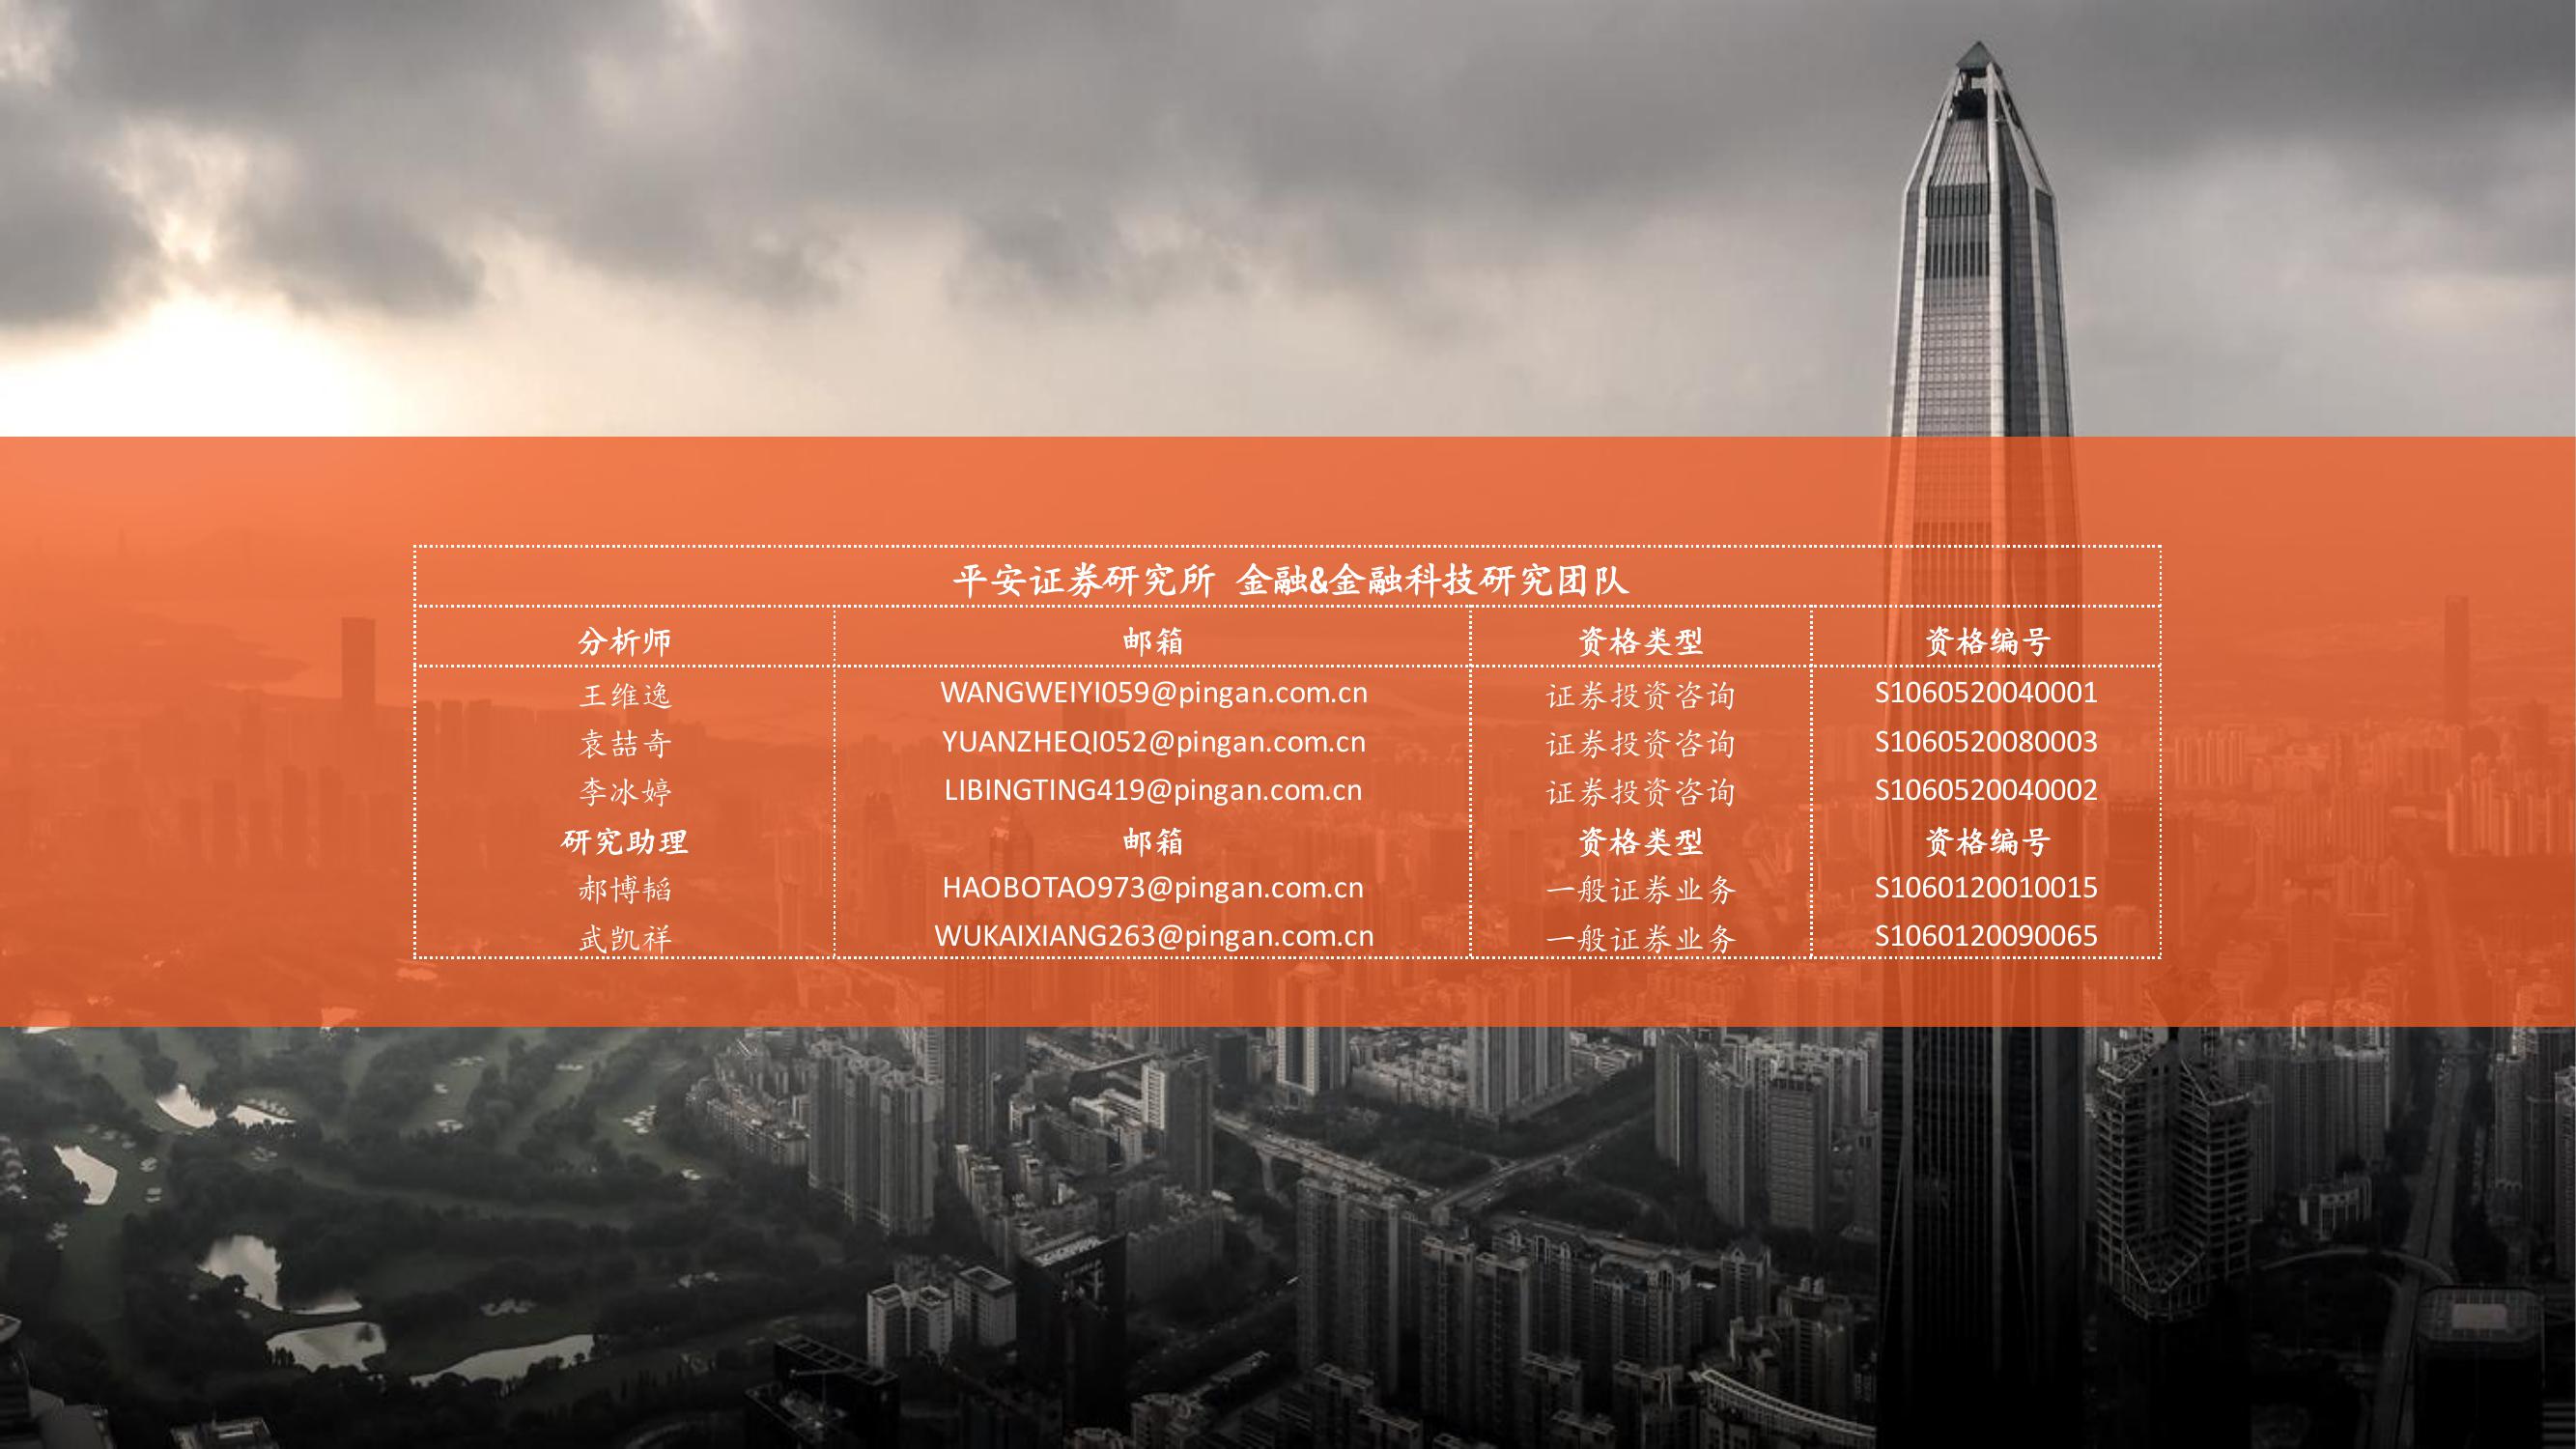 平安证券研究所 金融&金融科技研究团队
分析师 邮箱 资格类型 资格编号
王维逸 WANGWEIYI059@pingan.com.cn 证券投资咨询 S1060520040001
袁喆奇 YUANZHEQI052@pingan.com.cn 证券投资咨询 S1060520080003
李冰婷 LIBINGTING419@pingan.com.cn 证券投资咨询 S1060520040002
研究助理 邮箱 资格类型 资格编号
郝博韬 HAOBOTAO973@pingan.com.cn 一般证券业务 S1060120010015
武凯祥 WUKAIXIANG263@pingan.com.cn 一般证券业务 S1060120090065